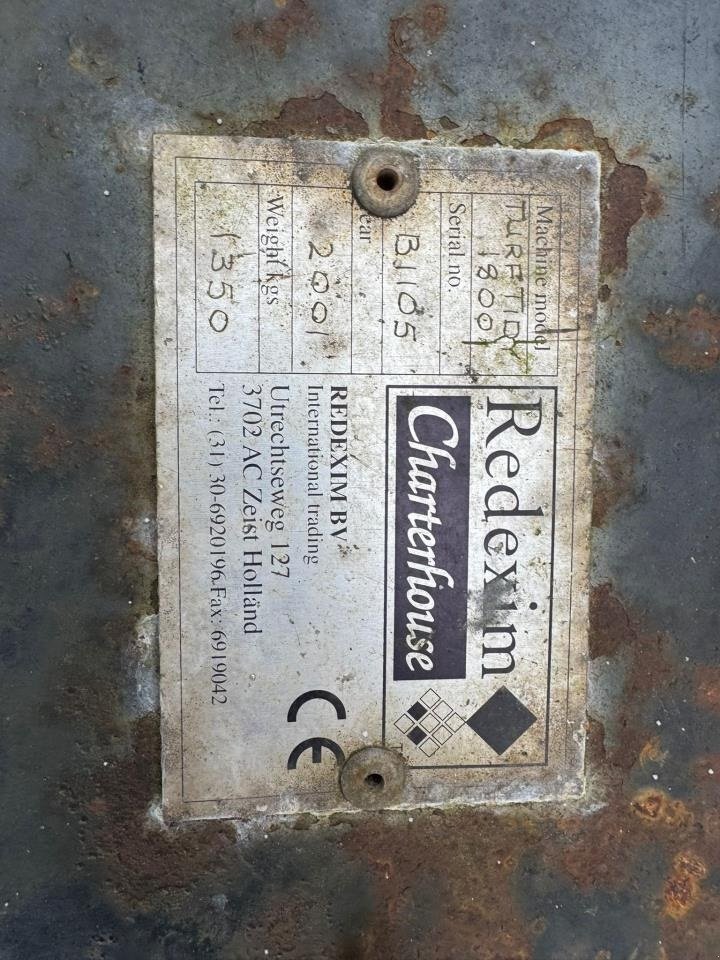 Machine model
TURFTIDY
1800
Serial.no.
BJ105
Year
2001
Weight kgs
1350
Redexim
Charterhouse
REDEXIM BV
International trading
Utrechtseweg 127
3702 AC Zeist Holland
Tel.: (31) 30-6920196.Fax: 6919042
CE